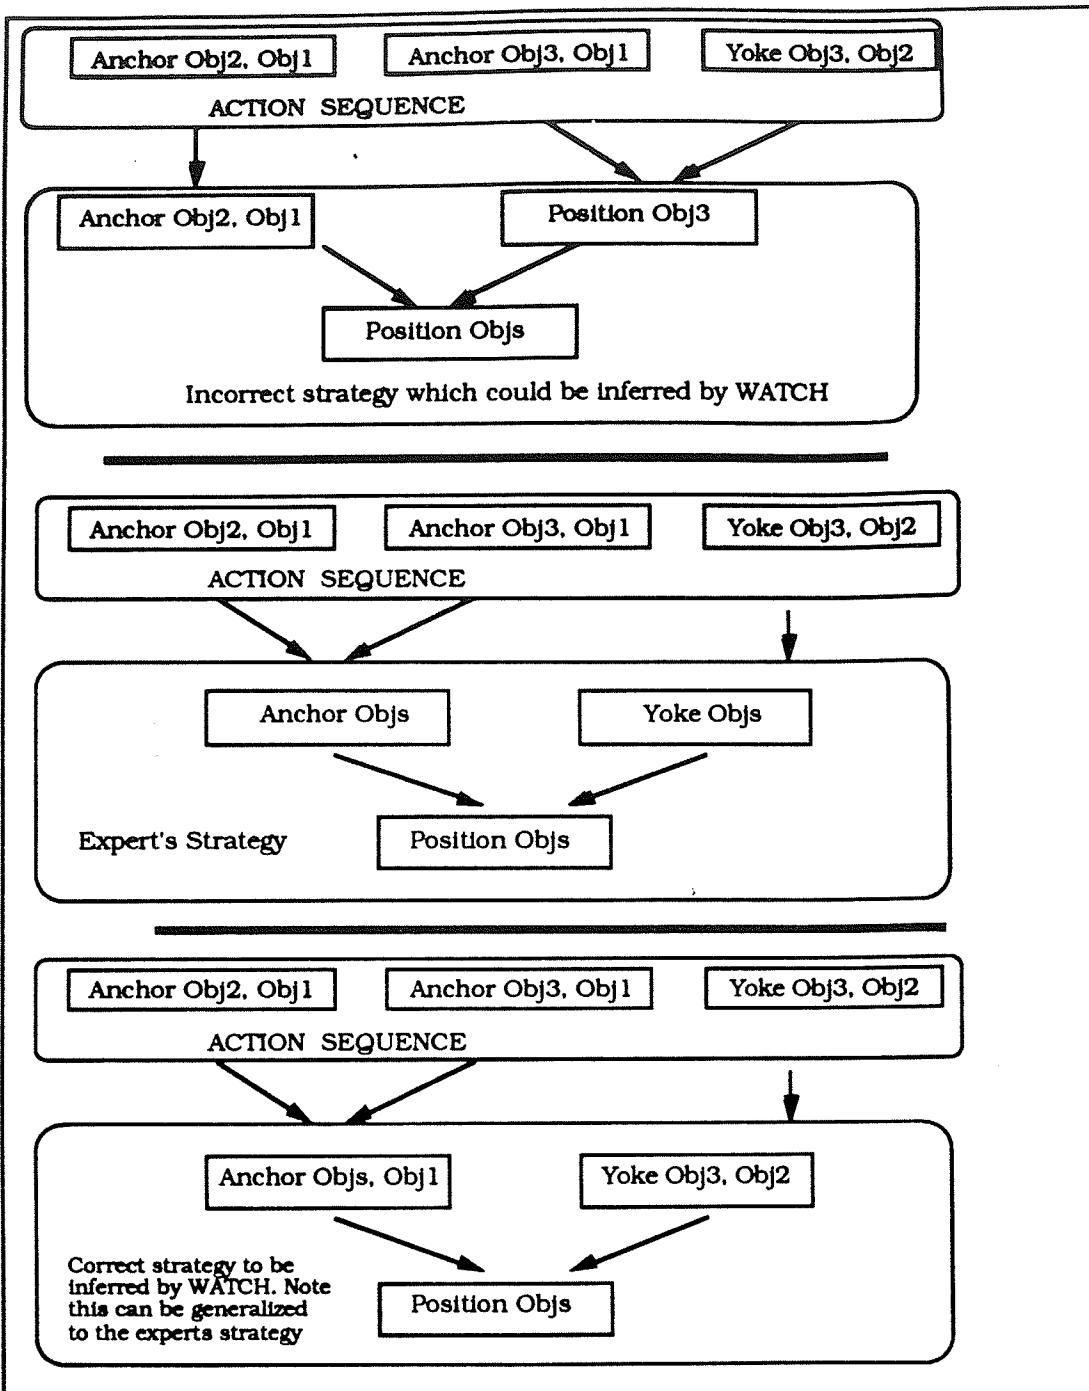 Anchor Obj2, Obj1
Anchor Obj3, Obj1
Yoke Obj3, Obj2
ACTION SEQUENCE
Anchor Obj2, Obj1
Position Obj3
Position Objs
Incorrect strategy which could be inferred by WATCH
Anchor Obj2, Obj1
Anchor Obj3, Obj1
Yoke Obj3, Obj2
ACTION SEQUENCE
Anchor Objs
Yoke Objs
Expert's Strategy
Position Objs
Anchor Obj2, Obj1
Anchor Obj3, Obj1
Yoke Obj3, Obj2
ACTION SEQUENCE
Anchor Objs, Obj1
Yoke Obj3, Obj2
Correct strategy to be
inferred by WATCH. Note
this can be generalized
to the experts strategy
Position Objs